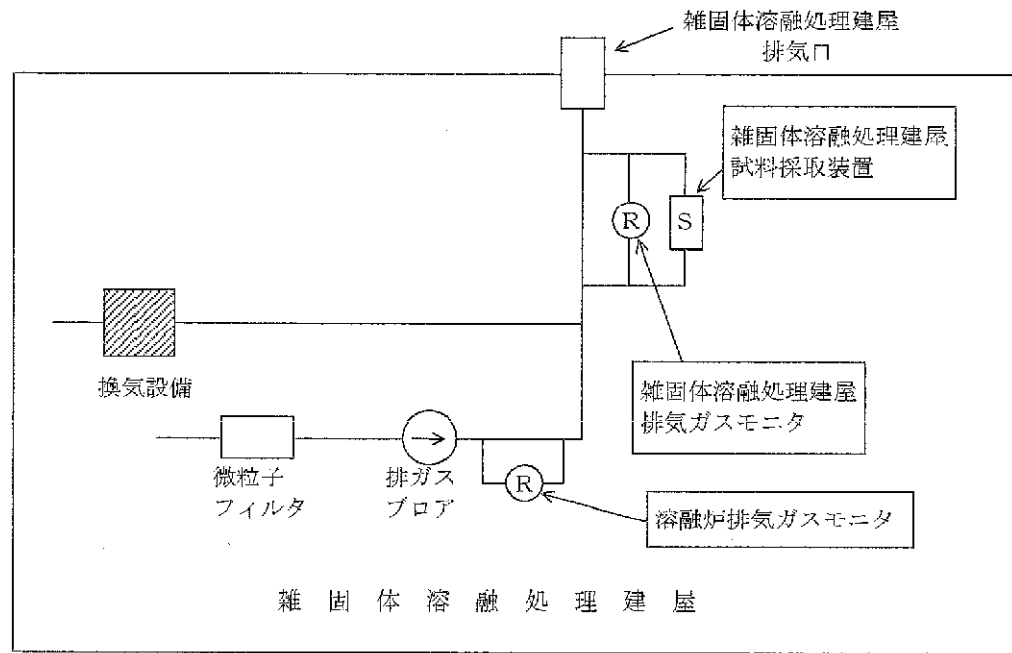 雑固体溶融処理建屋
排気口
雑固体溶融処理建屋
試料採取装置
R
S
換気設備
雑固体溶融処理建屋
排気ガスモニタ
微粒子
フィルタ
排ガス
ブロア
R
溶融炉排気ガスモニタ
雑固体溶融処理建屋